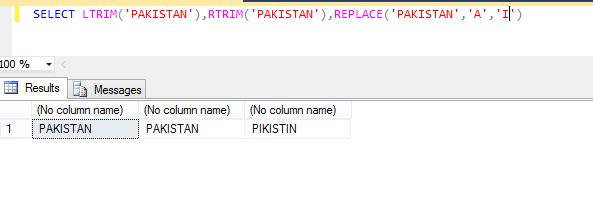 SELECT LTRIM('PAKISTAN'),RTRIM('PAKISTAN'),REPLACE('PAKISTAN','A','I')
100 %
Results Messages
(No column name) (No column name) (No column name)
1 PAKISTAN PAKISTAN PIKISTIN